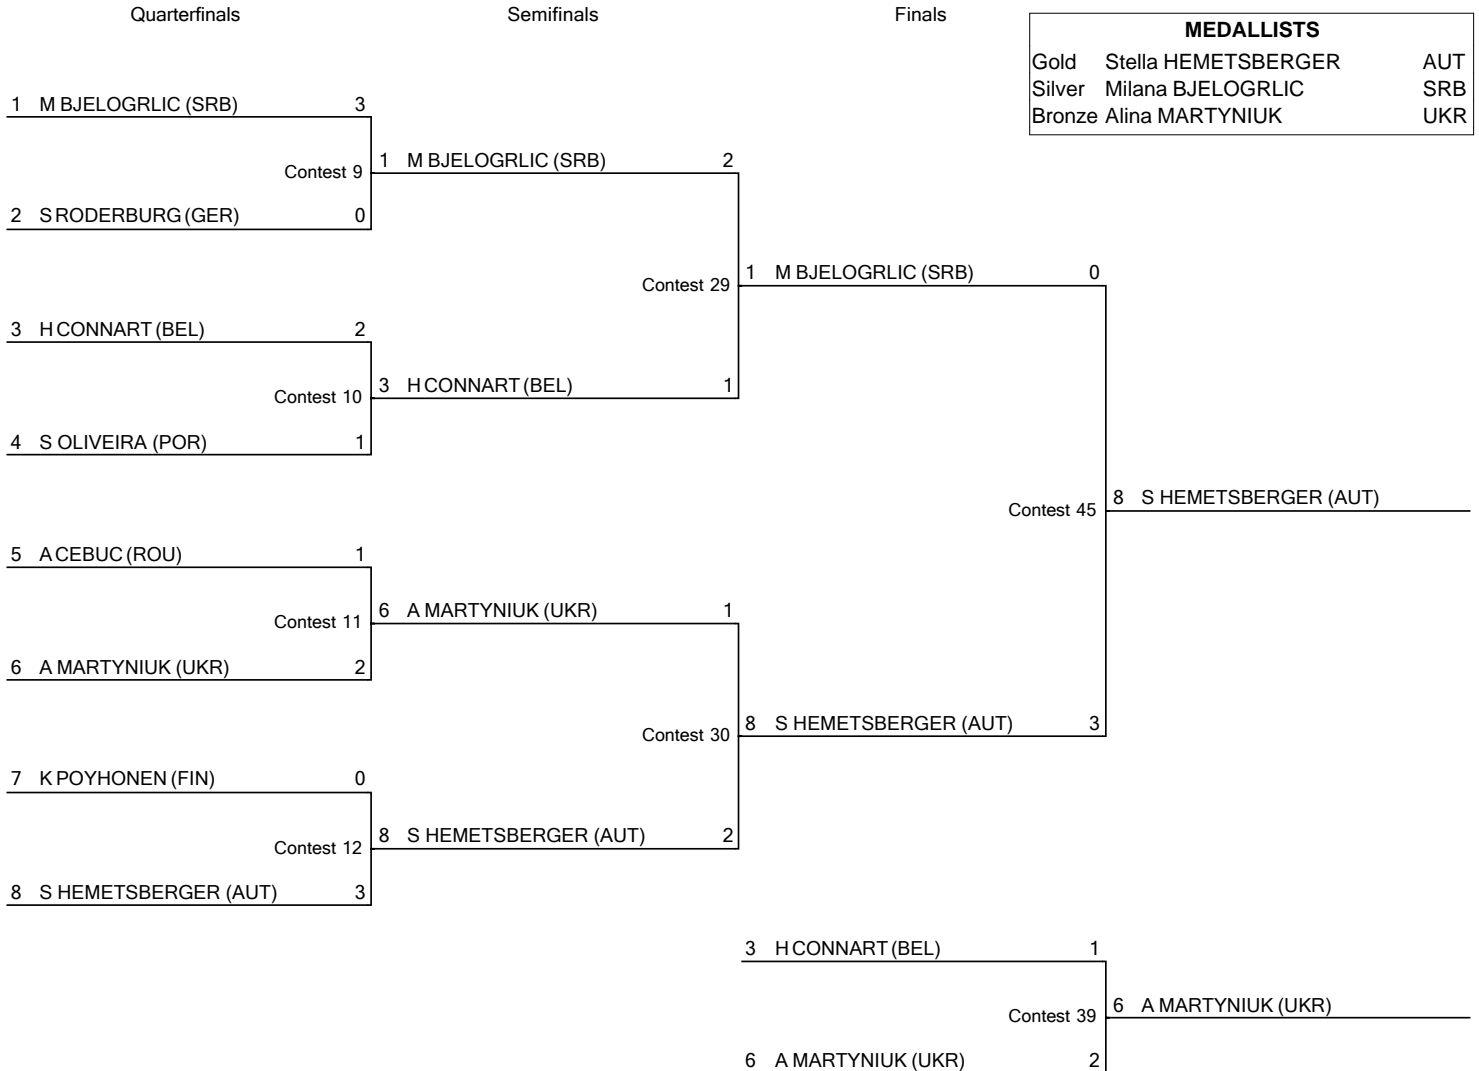 Quarterfinals Semifinals Finals
MEDALLISTS
Gold Stella HEMETSBERGER AUT
Silver Milana BJELOGRLIC SRB
Bronze Alina MARTYNIUK UKR
1 M BJELOGRLIC (SRB) 3
Contest 9
2 S RODERBURG (GER) 0
1 M BJELOGRLIC (SRB) 2
Contest 29
3 H CONNART (BEL) 2
Contest 10
4 S OLIVEIRA (POR) 1
3 H CONNART (BEL) 1
1 M BJELOGRLIC (SRB) 0
Contest 45
8 S HEMETSBERGER (AUT)
5 A CEBUC (ROU) 1
Contest 11
6 A MARTYNIUK (UKR) 2
6 A MARTYNIUK (UKR) 1
Contest 30
8 S HEMETSBERGER (AUT) 3
7 K POYHONEN (FIN) 0
Contest 12
8 S HEMETSBERGER (AUT) 3
8 S HEMETSBERGER (AUT) 2
3 H CONNART (BEL) 1
Contest 39
6 A MARTYNIUK (UKR)
6 A MARTYNIUK (UKR) 2